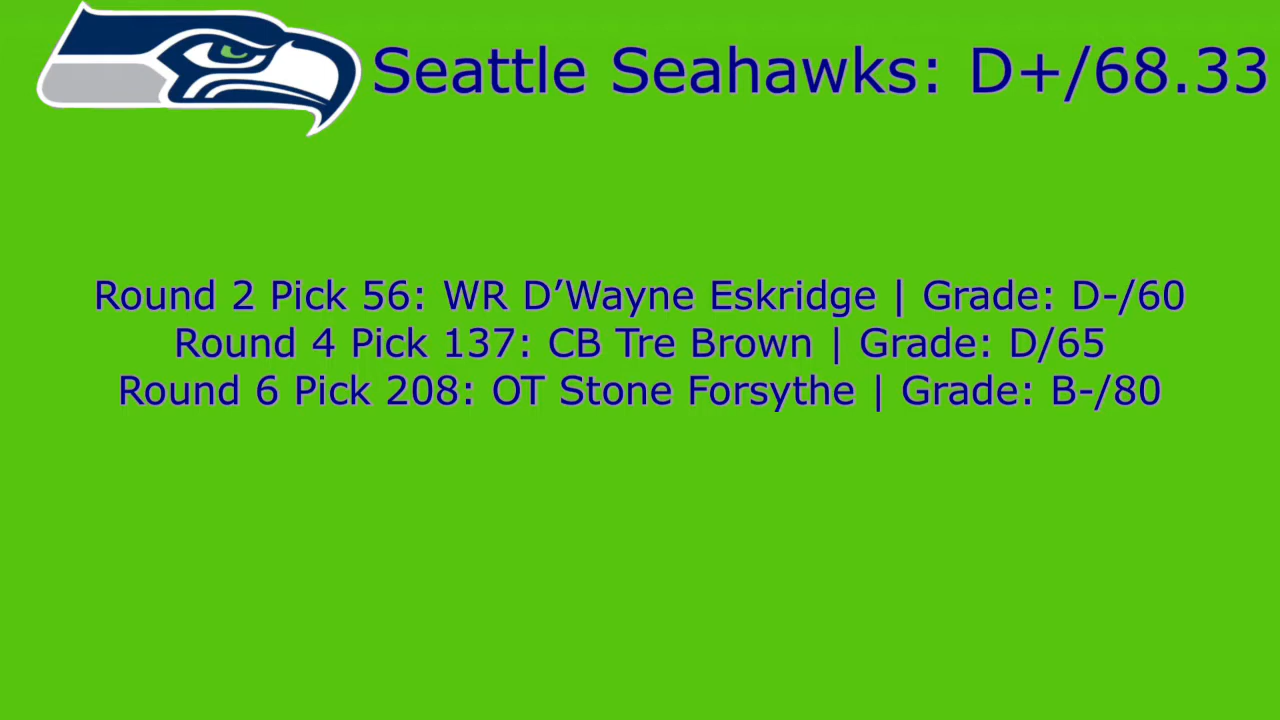 Seattle Seahawks: D+/68.33
Round 2 Pick 56: WR D’Wayne Eskridge | Grade: D-/60
Round 4 Pick 137: CB Tre Brown | Grade: D/65
Round 6 Pick 208: OT Stone Forsythe | Grade: B-/80